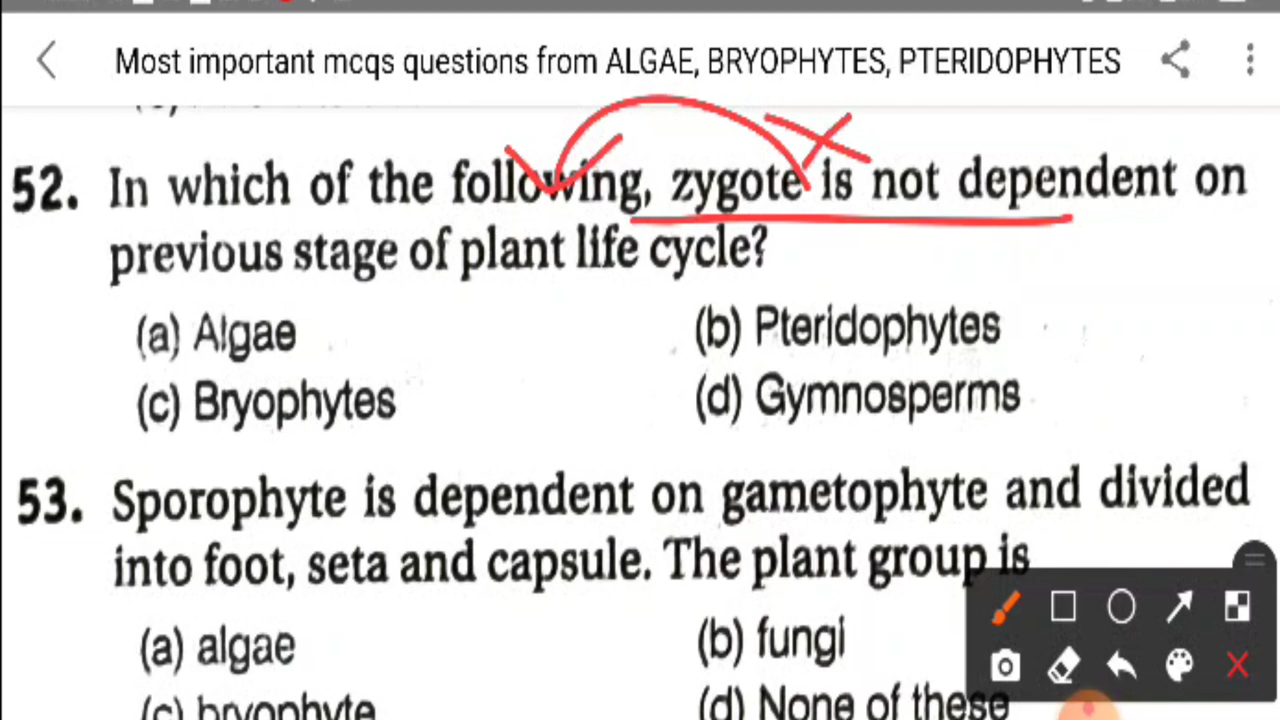 Most important mcqs questions from ALGAE, BRYOPHYTES, PTERIDOPHYTES
52. In which of the following, zygote is not dependent on
previous stage of plant life cycle?
(a) Algae (b) Pteridophytes
(c) Bryophytes (d) Gymnosperms
53. Sporophyte is dependent on gametophyte and divided
into foot, seta and capsule. The plant group is
(a) algae (b) fungi
(c) bryophyte (d) None of these